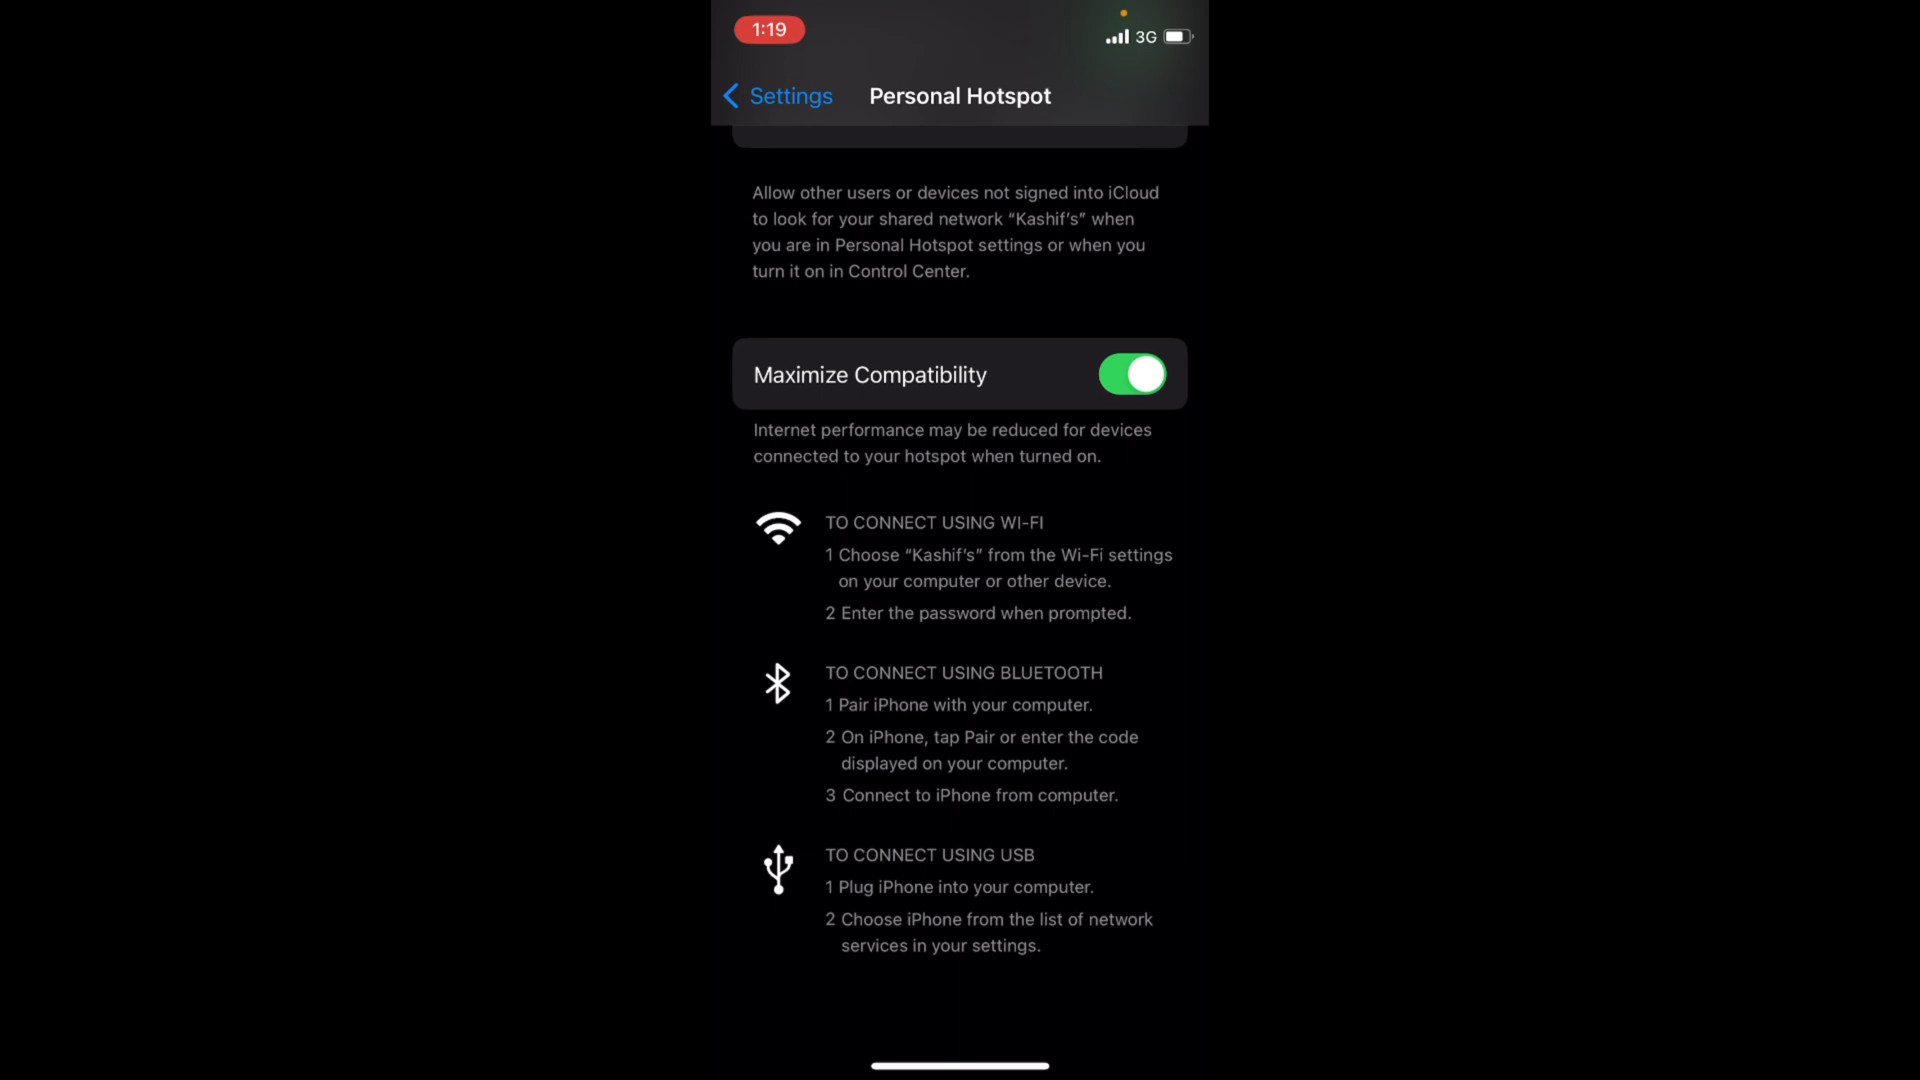 1:19
3G
Settings
Personal Hotspot
Allow other users or devices not signed into iCloud
to look for your shared network “Kashif’s” when
you are in Personal Hotspot settings or when you
turn it on in Control Center.
Maximize Compatibility
Internet performance may be reduced for devices
connected to your hotspot when turned on.
TO CONNECT USING WI-FI
1 Choose “Kashif’s” from the Wi-Fi settings
on your computer or other device.
2 Enter the password when prompted.
TO CONNECT USING BLUETOOTH
1 Pair iPhone with your computer.
2 On iPhone, tap Pair or enter the code
displayed on your computer.
3 Connect to iPhone from computer.
TO CONNECT USING USB
1 Plug iPhone into your computer.
2 Choose iPhone from the list of network
services in your settings.